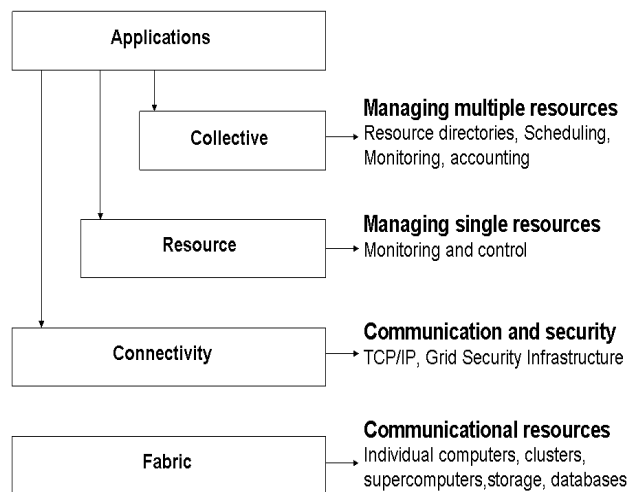 Applications
Collective
Managing multiple resources
Resource directories, Scheduling,
Monitoring, accounting
Resource
Managing single resources
Monitoring and control
Connectivity
Communication and security
TCP/IP, Grid Security Infrastructure
Fabric
Communicational resources
Individual computers, clusters,
supercomputers,storage, databases